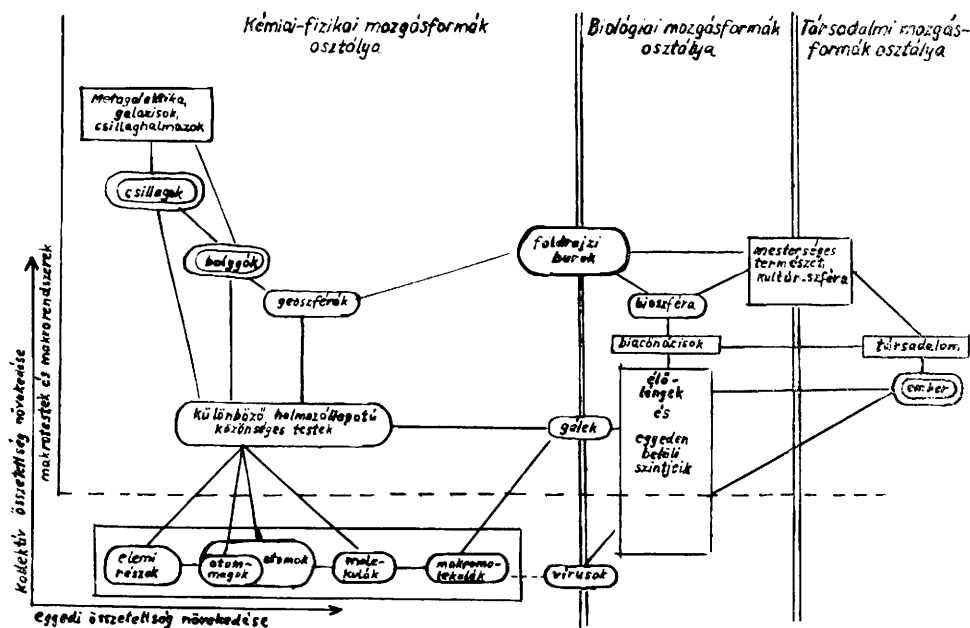 Kémiai-fizikai mozgásformák
osztálya
Biológiai mozgásformák
osztálya
Társadalmi mozgás-
formák osztálya
Metagalaktika,
galaxisok,
csillaghalmazok
csillagok
bolygók
geoszférák
földrajzi
burok
mesterséges
természet,
kultúr-szféra
bioszféra
biocönózisok
társadalom
ember
élő-
lények
és
egyeden
belüli
szintjeik
különböző halmazállapotú
közönséges testek
gélek
elemi
részek
atom-
magok
atomok
mole-
kulák
makromo-
lekulák
vírusok
Kollektív összetettség növekedése
makrotestek és makrorendszerek
egyedi összetettség növekedése